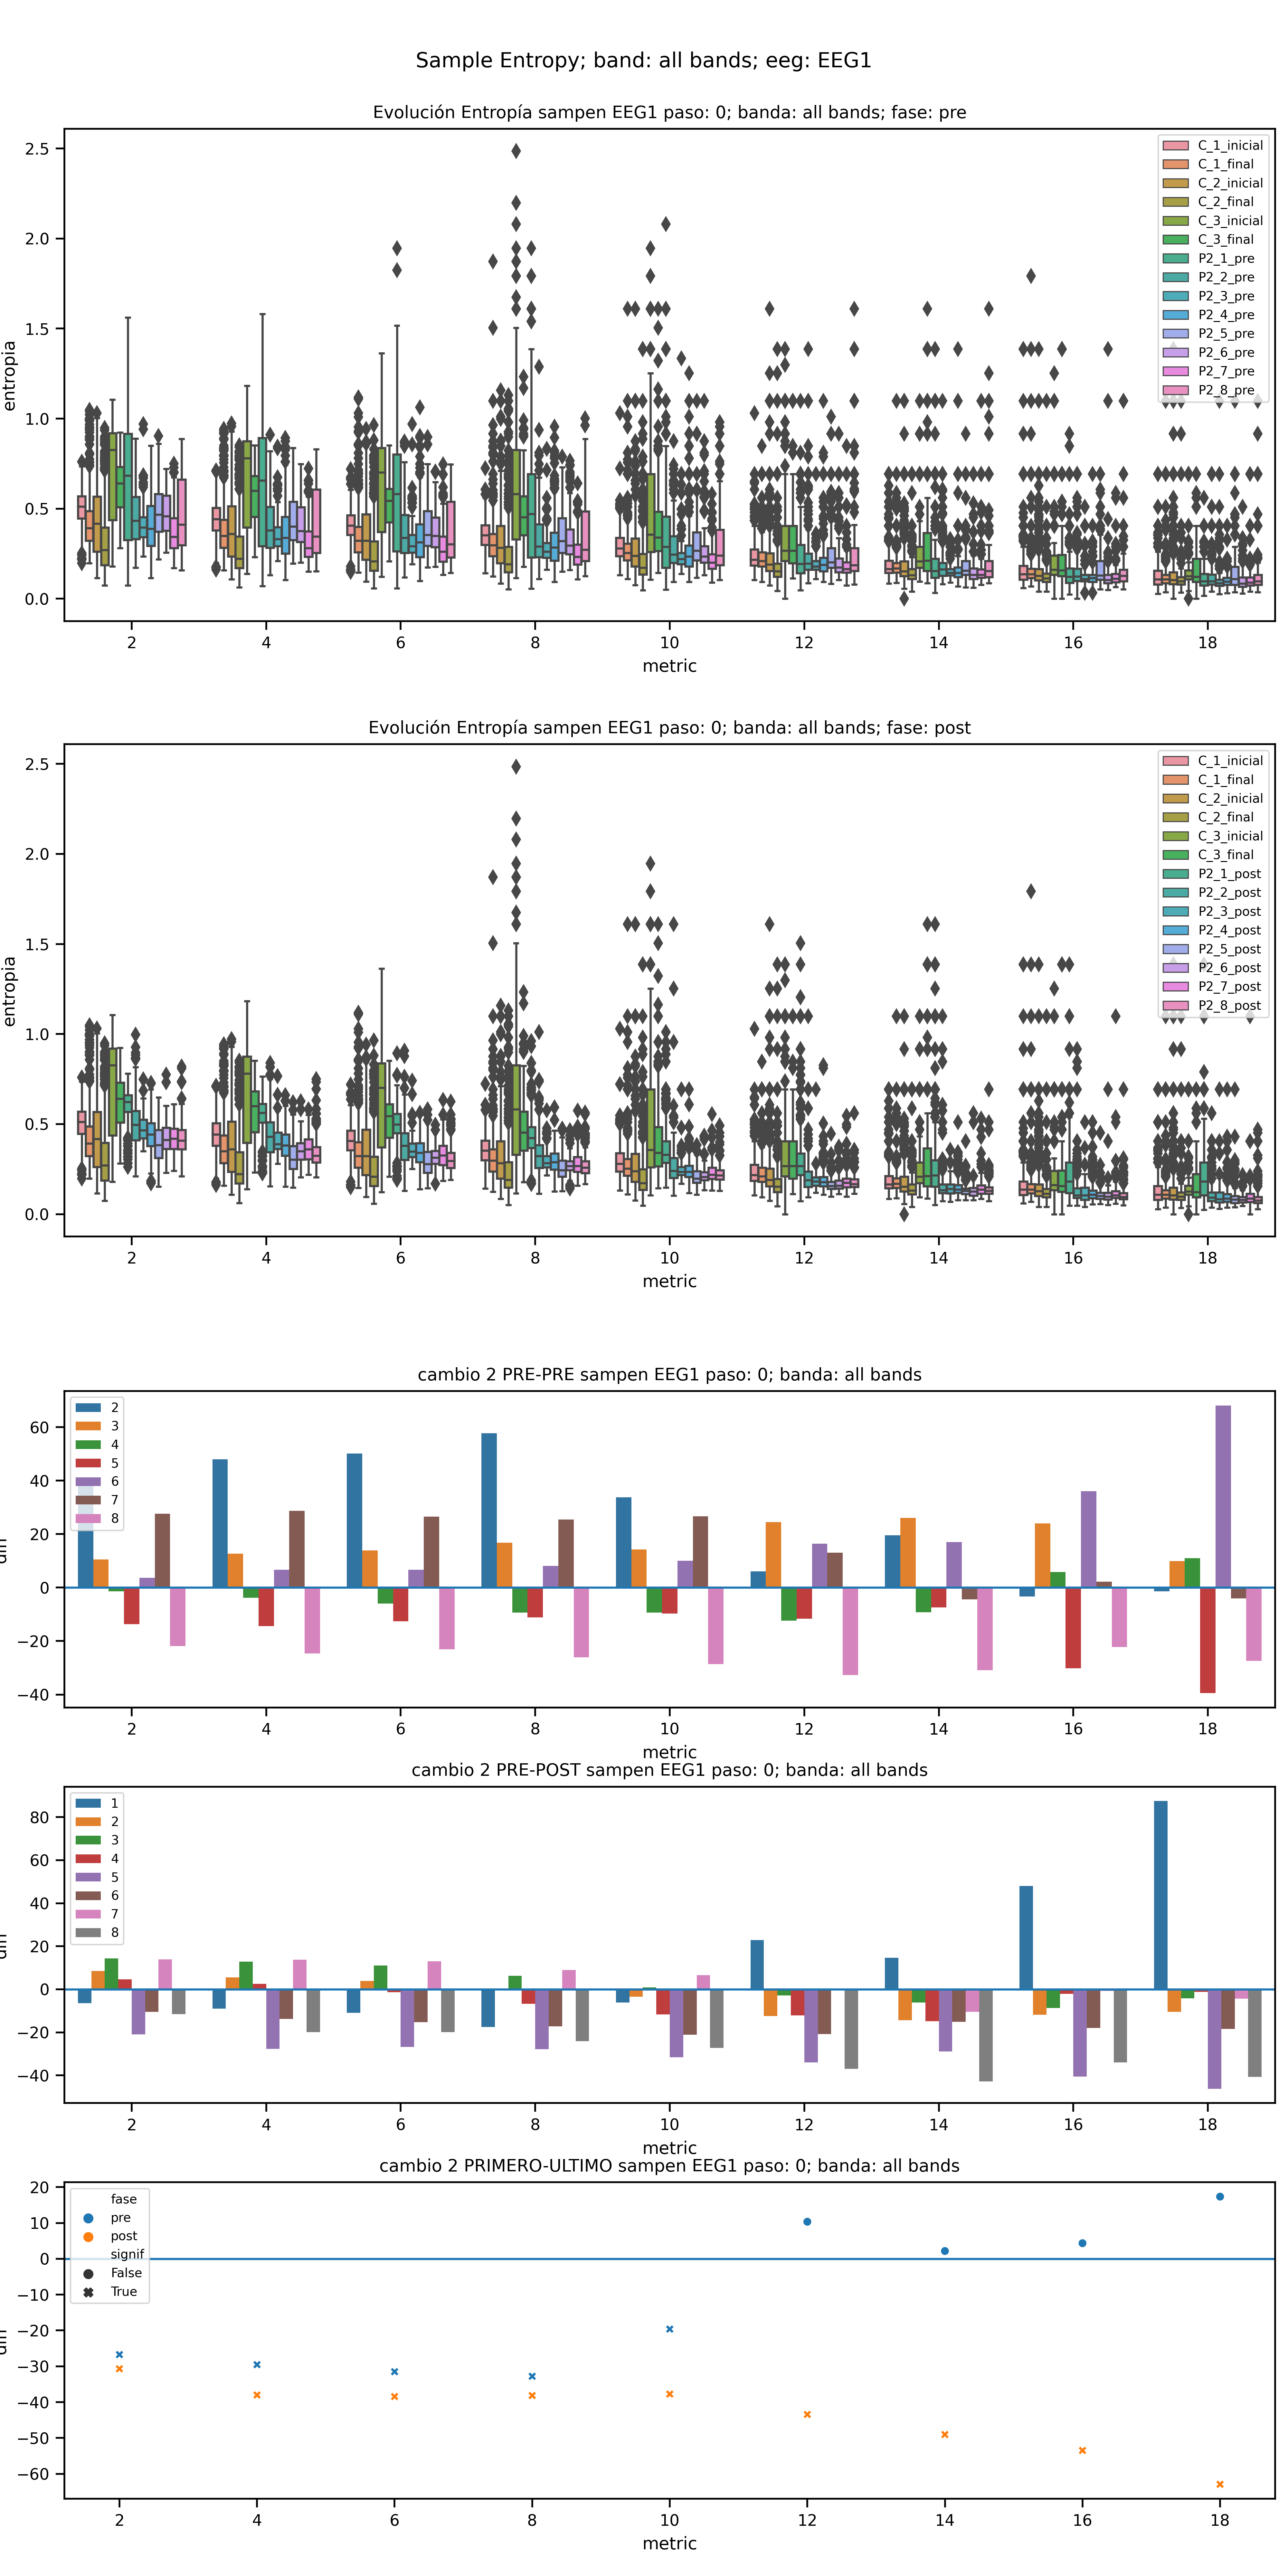 Sample Entropy; band: all bands; eeg: EEG1
Evolución Entropía sampen EEG1 paso: 0; banda: all bands; fase: pre
entropia
2.5
2.0
1.5
1.0
0.5
0.0
C_1_inicial
C_1_final
C_2_inicial
C_2_final
C_3_inicial
C_3_final
P2_1_pre
P2_2_pre
P2_3_pre
P2_4_pre
P2_5_pre
P2_6_pre
P2_7_pre
P2_8_pre
2 4 6 8 10 12 14 16 18
metric
Evolución Entropía sampen EEG1 paso: 0; banda: all bands; fase: post
entropia
2.5
2.0
1.5
1.0
0.5
0.0
C_1_inicial
C_1_final
C_2_inicial
C_2_final
C_3_inicial
C_3_final
P2_1_post
P2_2_post
P2_3_post
P2_4_post
P2_5_post
P2_6_post
P2_7_post
P2_8_post
2 4 6 8 10 12 14 16 18
metric
cambio 2 PRE-PRE sampen EEG1 paso: 0; banda: all bands
60
40
20
0
−20
−40
2
3
4
5
6
7
8
2 4 6 8 10 12 14 16 18
metric
cambio 2 PRE-POST sampen EEG1 paso: 0; banda: all bands
80
60
40
20
0
−20
−40
1
2
3
4
5
6
7
8
2 4 6 8 10 12 14 16 18
metric
cambio 2 PRIMERO-ULTIMO sampen EEG1 paso: 0; banda: all bands
20
10
0
−10
−20
−30
−40
−50
−60
fase
pre
post
signif
False
True
2 4 6 8 10 12 14 16 18
metric